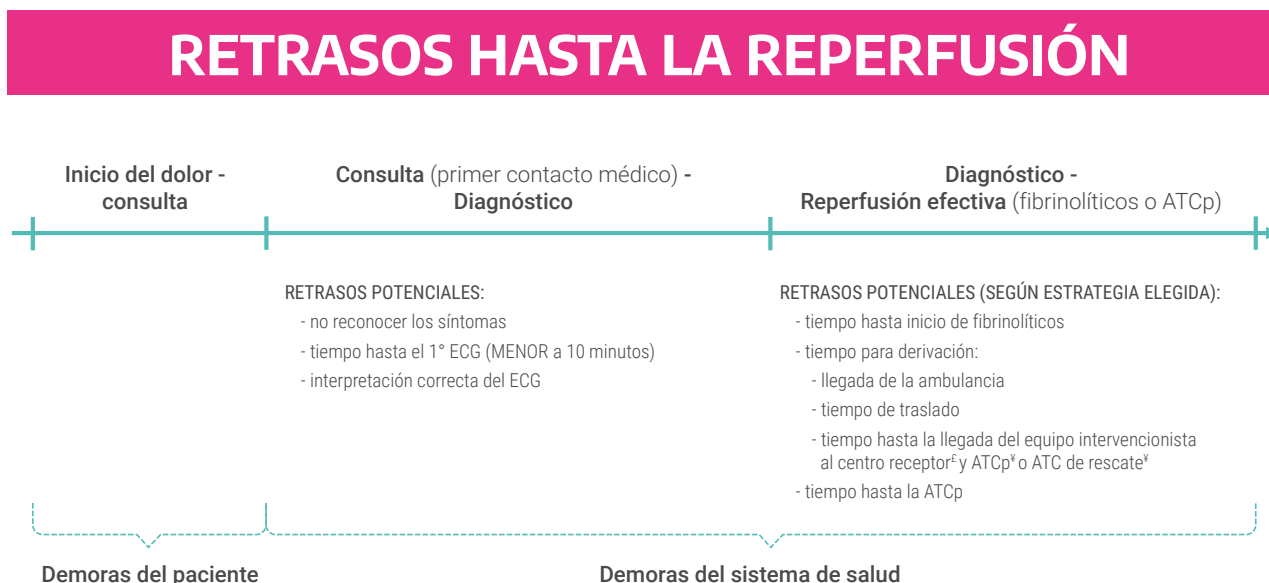 RETRASOS HASTA LA REPERFUSIÓN
Inicio del dolor -
consulta
Consulta (primer contacto médico) -
Diagnóstico
Diagnóstico -
Reperfusión efectiva (fibrinolíticos o ATCp)
RETRASOS POTENCIALES:
- no reconocer los síntomas
- tiempo hasta el 1° ECG (MENOR a 10 minutos)
- interpretación correcta del ECG
RETRASOS POTENCIALES (SEGÚN ESTRATEGIA ELEGIDA):
- tiempo hasta inicio de fibrinolíticos
- tiempo para derivación:
- llegada de la ambulancia
- tiempo de traslado
- tiempo hasta la llegada del equipo intervencionista
al centro receptor£ y ATCp¥ o ATC de rescate¥
- tiempo hasta la ATCp
Demoras del paciente
Demoras del sistema de salud